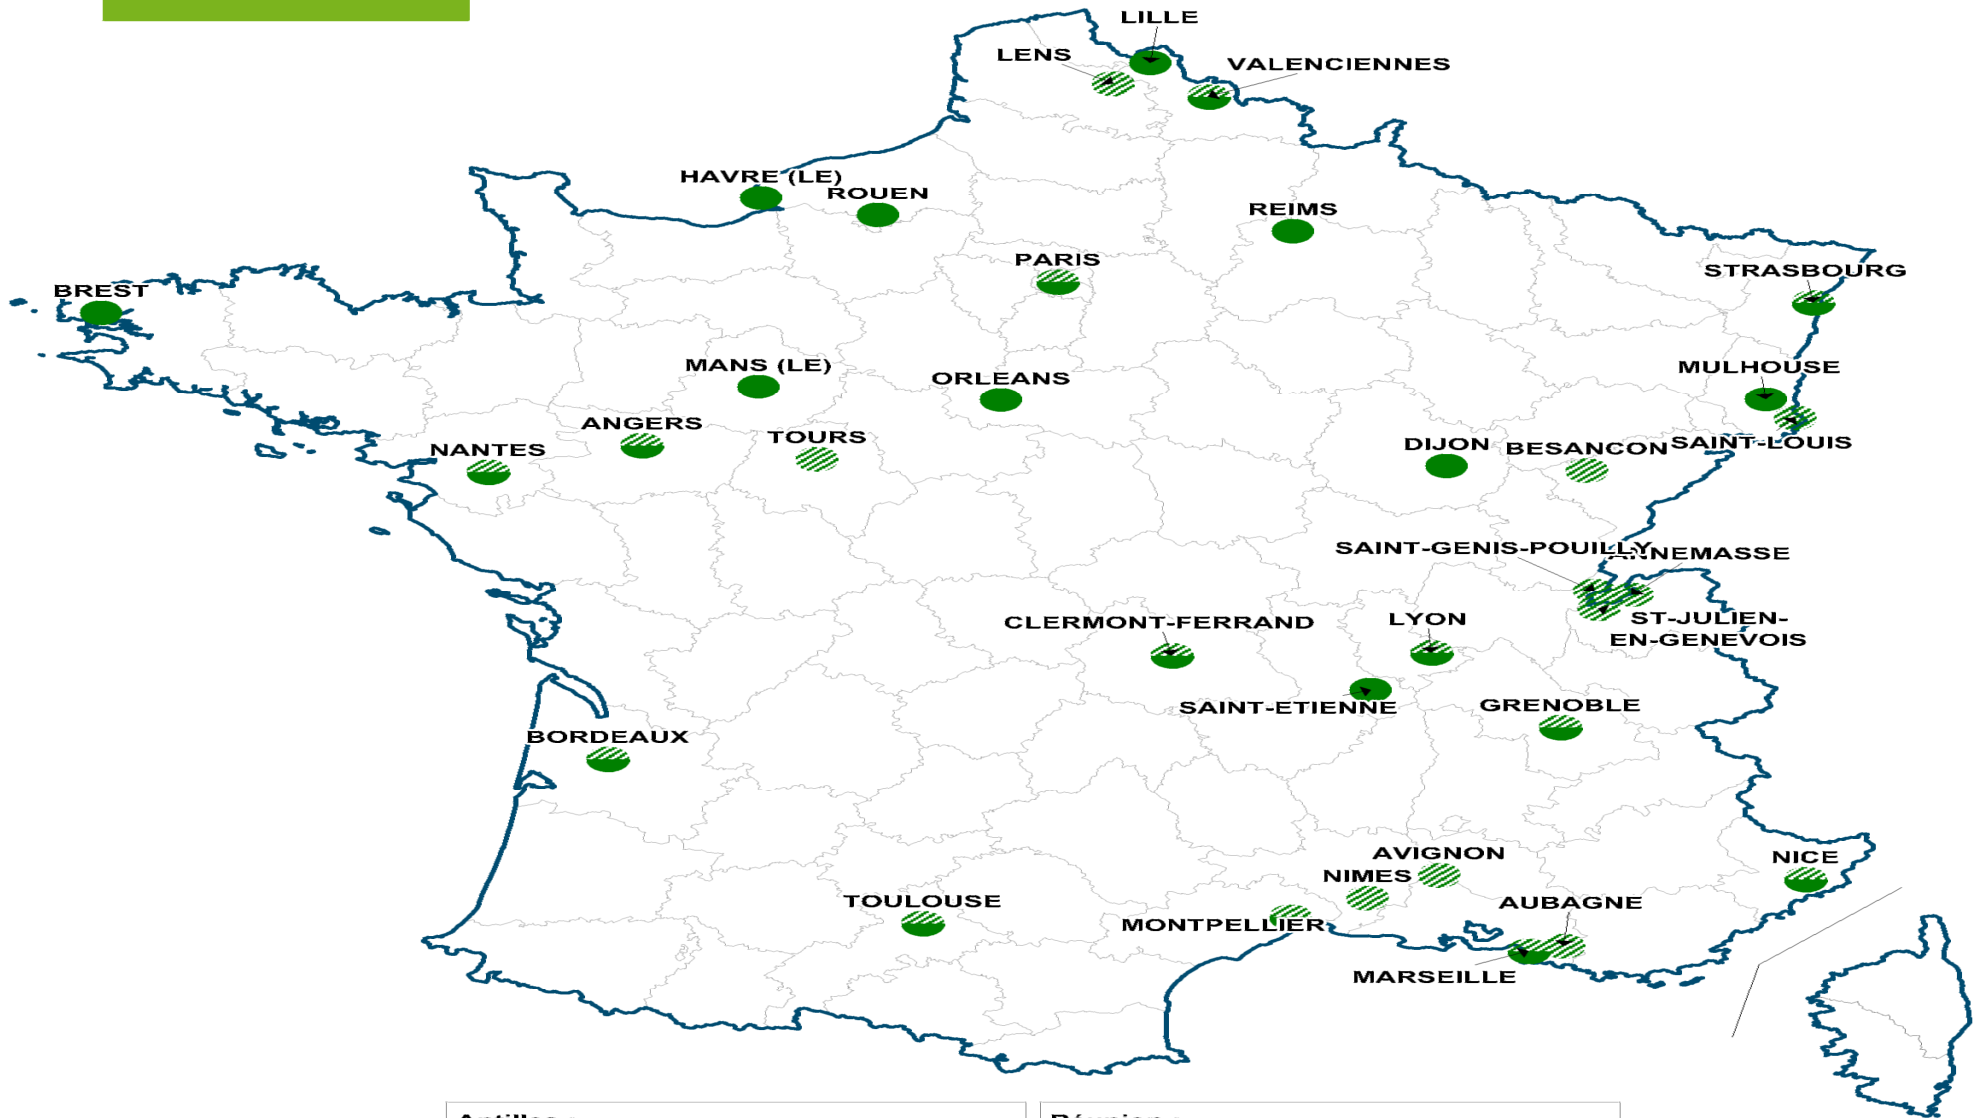 LILLE
LENS
VALENCIENNES
HAVRE (LE)
ROUEN
REIMS
PARIS
STRASBOURG
BREST
MANS (LE)
ORLEANS
MULHOUSE
ANGERS
TOURS
NANTES
DIJON
BESANCON
SAINT-LOUIS
SAINT-GENIS-POUILLY
ANNEMASSE
CLERMONT-FERRAND
LYON
ST-JULIEN-
EN-GENEVOIS
SAINT-ETIENNE
GRENOBLE
BORDEAUX
AVIGNON
NICE
NIMES
TOULOUSE
AUBAGNE
MONTPELLIER
MARSEILLE
Antilles :
Réunion :